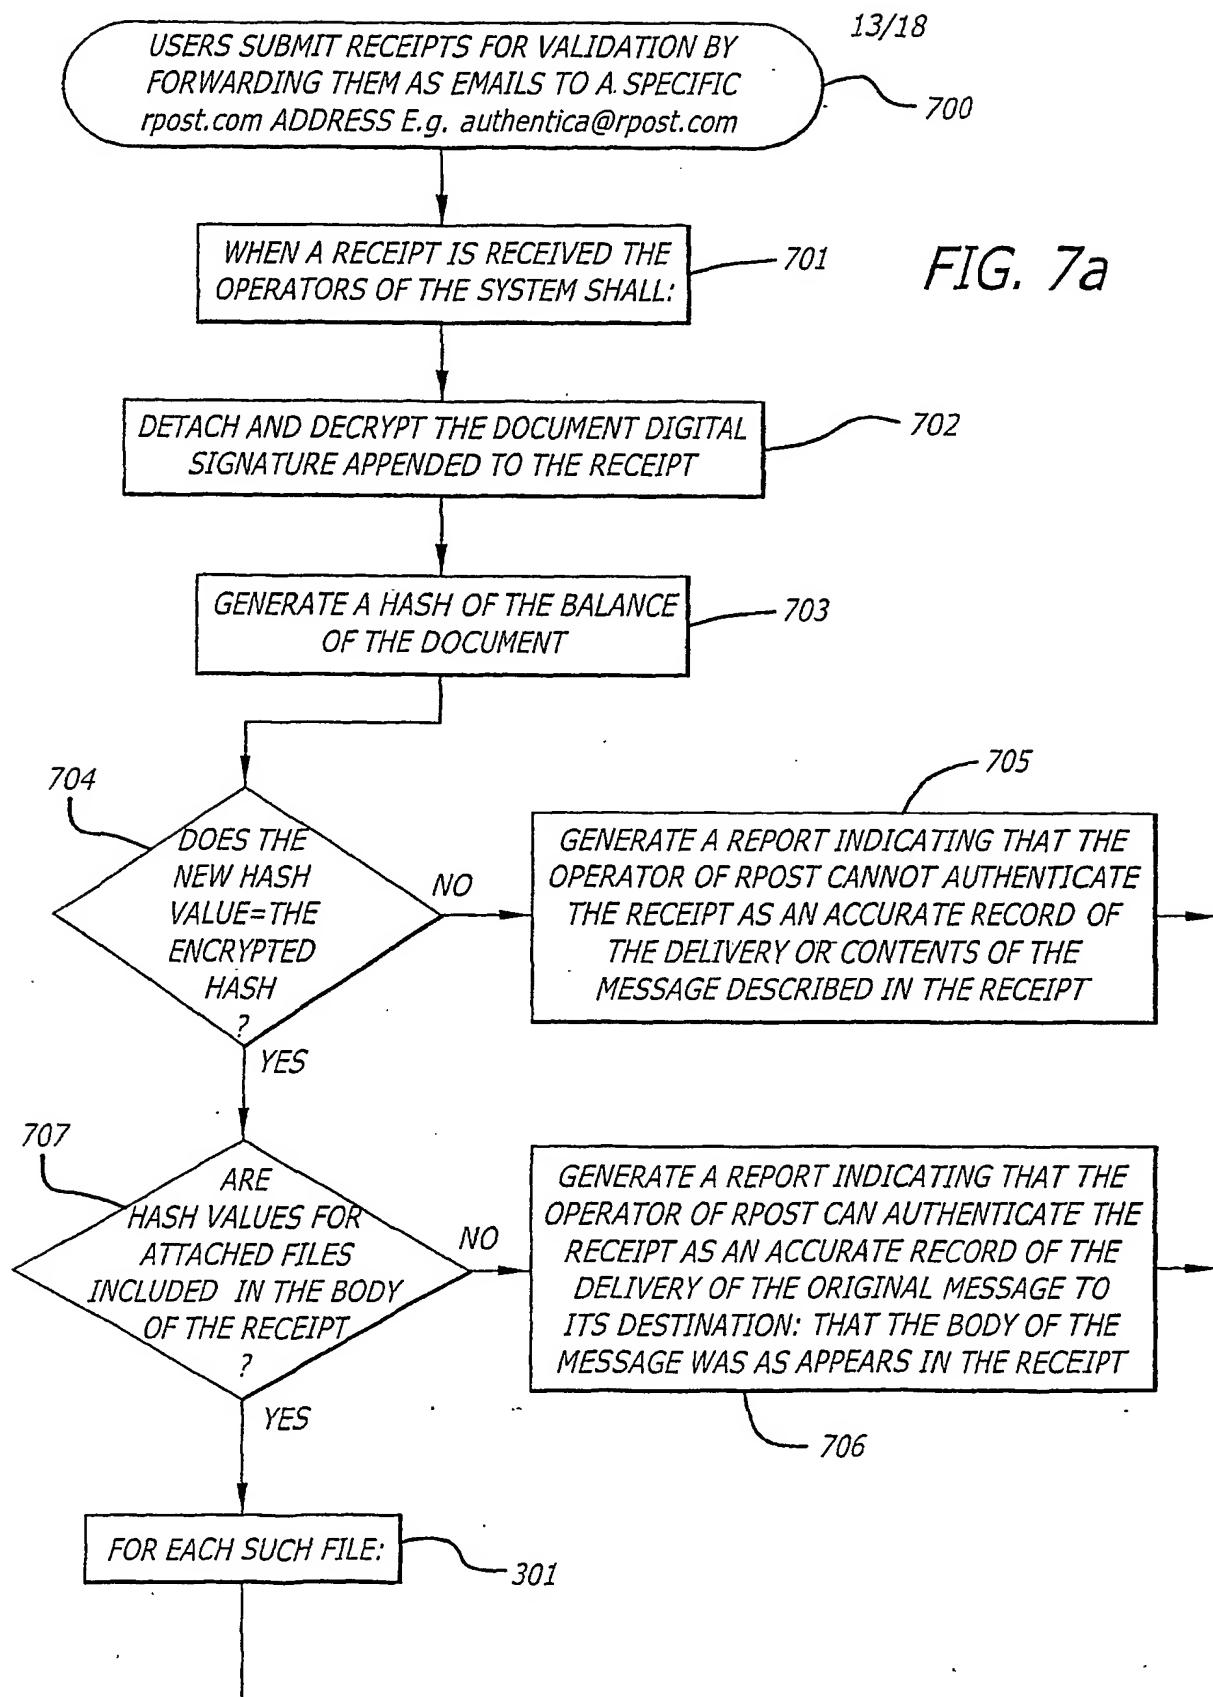 13/18
USERS SUBMIT RECEIPTS FOR VALIDATION BY
FORWARDING THEM AS EMAILS TO A SPECIFIC
rpost.com ADDRESS E.g. authentica@rpost.com
700
FIG. 7a
WHEN A RECEIPT IS RECEIVED THE
OPERATORS OF THE SYSTEM SHALL:
701
DETACH AND DECRYPT THE DOCUMENT DIGITAL
SIGNATURE APPENDED TO THE RECEIPT
702
GENERATE A HASH OF THE BALANCE
OF THE DOCUMENT
703
704
DOES THE
NEW HASH
VALUE=THE
ENCRYPTED
HASH
?
NO
YES
705
GENERATE A REPORT INDICATING THAT THE
OPERATOR OF RPOST CANNOT AUTHENTICATE
THE RECEIPT AS AN ACCURATE RECORD OF
THE DELIVERY OR CONTENTS OF THE
MESSAGE DESCRIBED IN THE RECEIPT
707
ARE
HASH VALUES FOR
ATTACHED FILES
INCLUDED IN THE BODY
OF THE RECEIPT
?
NO
YES
GENERATE A REPORT INDICATING THAT THE
OPERATOR OF RPOST CAN AUTHENTICATE THE
RECEIPT AS AN ACCURATE RECORD OF THE
DELIVERY OF THE ORIGINAL MESSAGE TO
ITS DESTINATION: THAT THE BODY OF THE
MESSAGE WAS AS APPEARS IN THE RECEIPT
706
FOR EACH SUCH FILE:
301